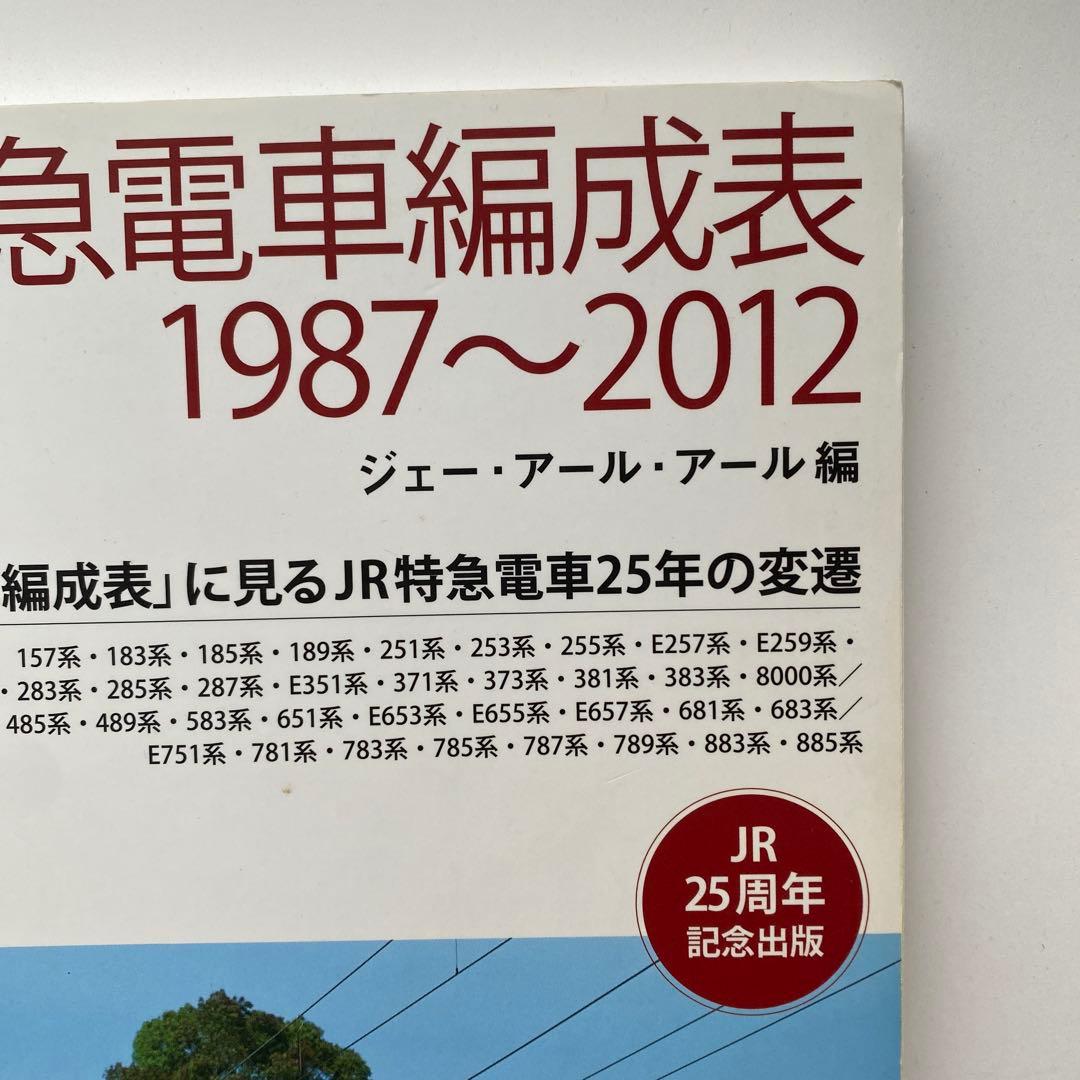 急電車編成表
1987～2012
ジェー・アール・アール 編
編成表」に見るJR特急電車25年の変遷
157系・183系・185系・189系・251系・253系・255系・E257系・E259系・
・283系・285系・287系・E351系・371系・373系・381系・383系・8000系／
485系・489系・583系・651系・E653系・E655系・E657系・681系・683系／
E751系・781系・783系・785系・787系・789系・883系・885系
JR
25周年
記念出版